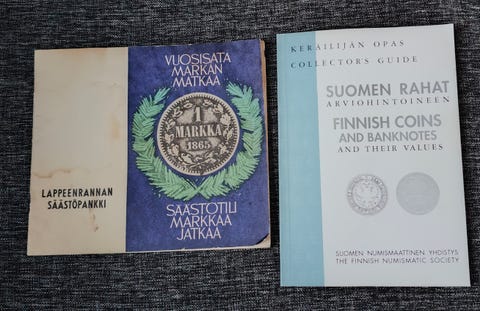 LAPPEENRANNAN
SÄÄSTÖPANKKI
VUOSISATA
MARKAN
MATKAA
1
MARKKA
1865
SÄÄSTÖTILI
MARKKAA
JATKAA
KERÄILIJÄN OPAS
COLLECTORS GUIDE
SUOMEN RAHAT
ARVIOHINTOINEEN
FINNISH COINS
AND BANKNOTES
AND THEIR VALUES
SUOMEN NUMISMAATTINEN YHDISTYS
THE FINNISH NUMISMATIC SOCIETY